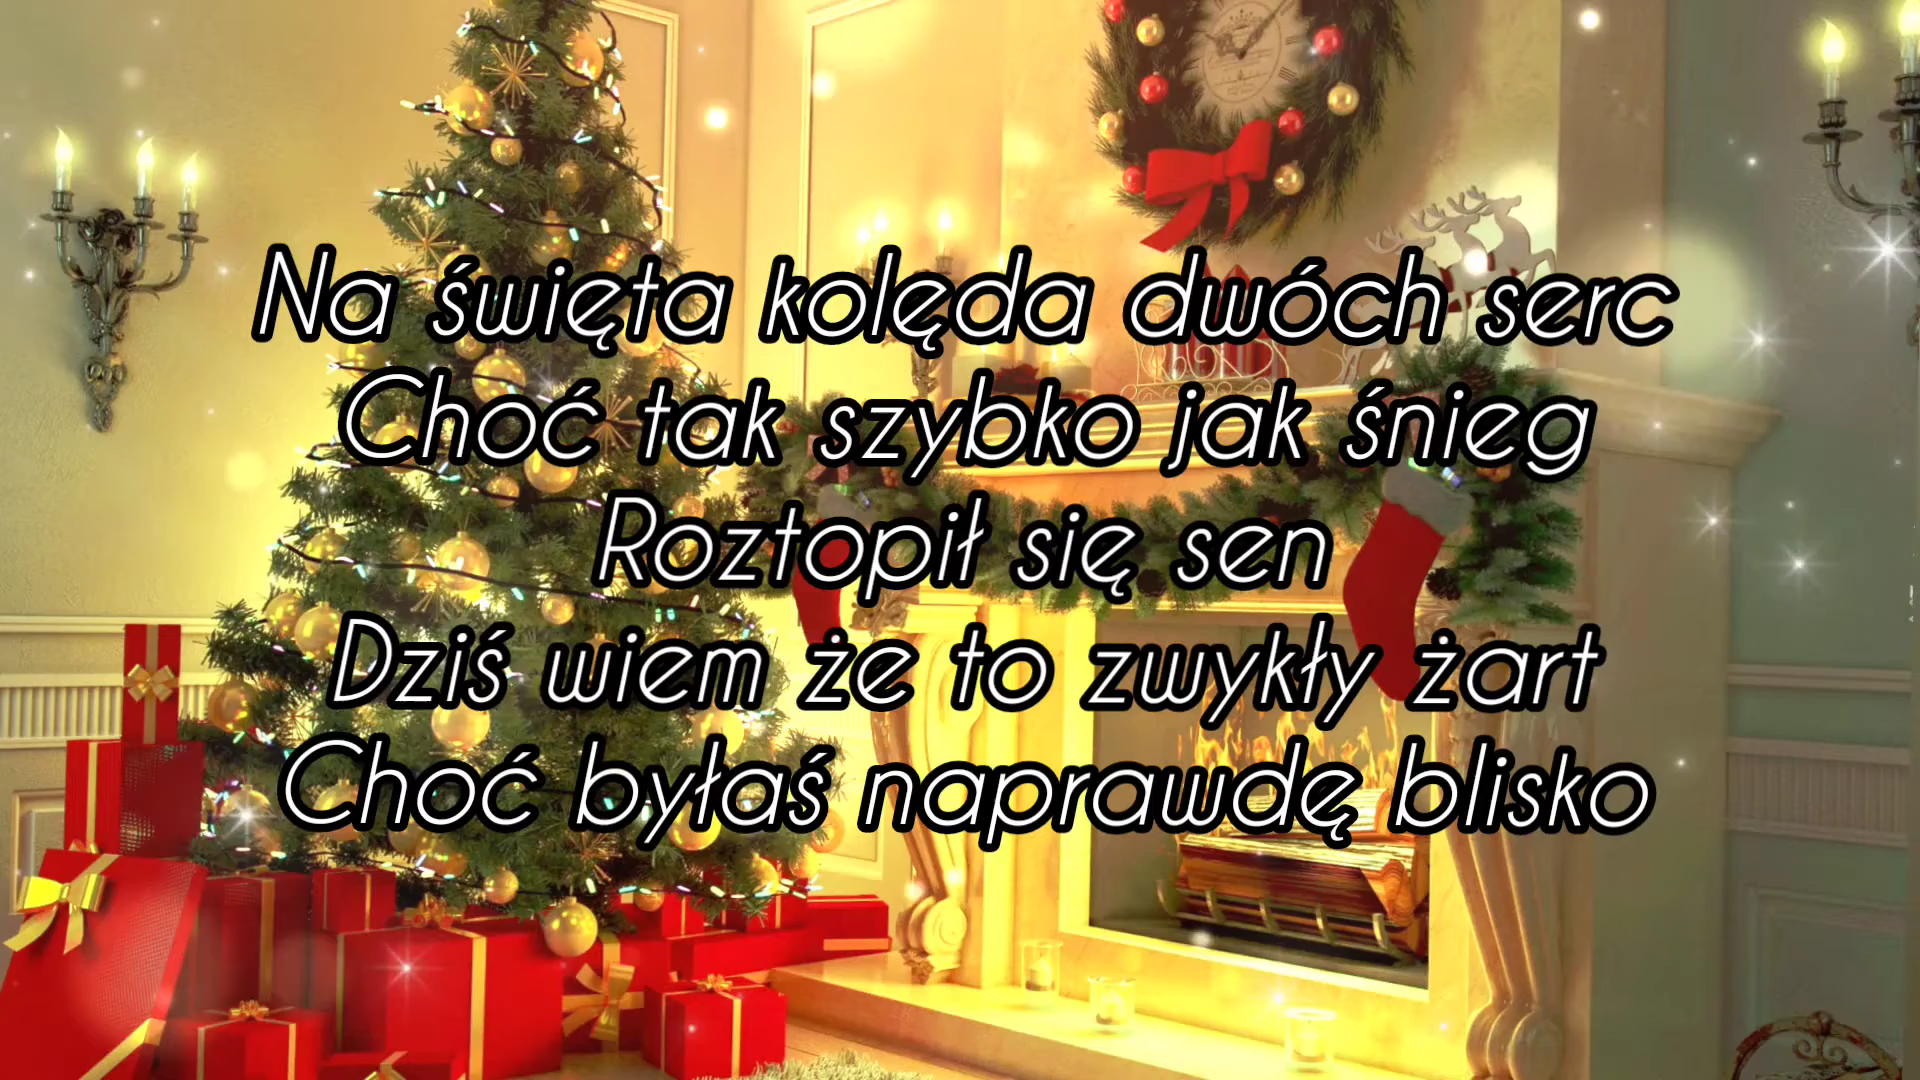 Na święta kolęda dwóch serc
Choć tak szybko jak śnieg
Roztopił się sen
Dziś wiem że to zwykły żart
Choć byłaś naprawdę blisko